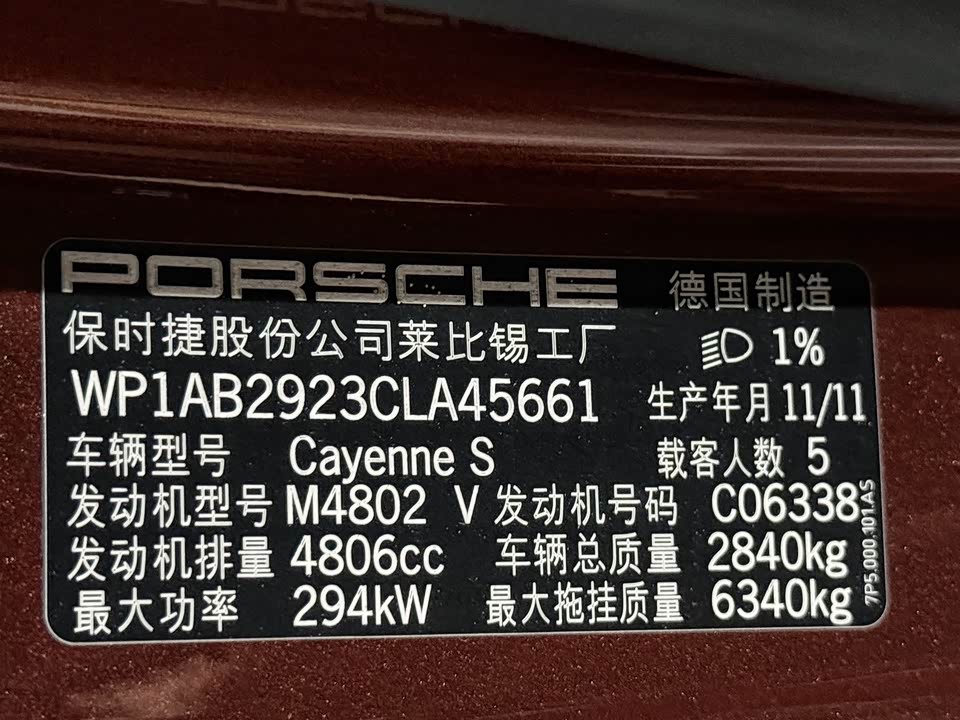 PORSCHE 德国制造
保时捷股份公司莱比锡工厂 1%
WP1AB2923CLA45661 生产年月 11/11
车辆型号 Cayenne S 载客人数 5
发动机型号 M4802 V 发动机号码 C06338
发动机排量 4806cc 车辆总质量 2840kg
最大功率 294kW 最大拖挂质量 6340kg
7P5.000.101.AS